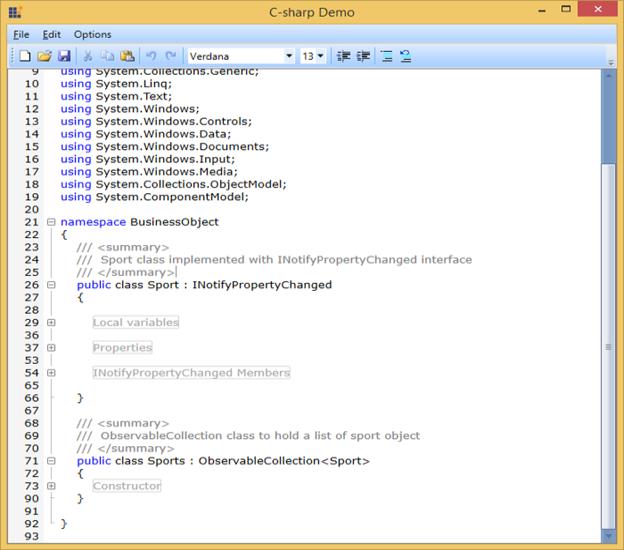 C-sharp Demo
File Edit Options
Verdana 13
9 using System.Collections.Generic;
10 using System.Linq;
11 using System.Text;
12 using System.Windows;
13 using System.Windows.Controls;
14 using System.Windows.Data;
15 using System.Windows.Documents;
16 using System.Windows.Input;
17 using System.Windows.Media;
18 using System.Collections.ObjectModel;
19 using System.ComponentModel;
20
21 namespace BusinessObject
22 {
23 /// <summary>
24 /// Sport class implemented with INotifyPropertyChanged interface
25 /// </summary>
26 public class Sport : INotifyPropertyChanged
27 {
28
29 Local variables
36
37 Properties
53
54 INotifyPropertyChanged Members
65
66 }
67
68 /// <summary>
69 /// ObservableCollection class to hold a list of sport object
70 /// </summary>
71 public class Sports : ObservableCollection<Sport>
72 {
73 Constructor
90 }
91
92 }
93